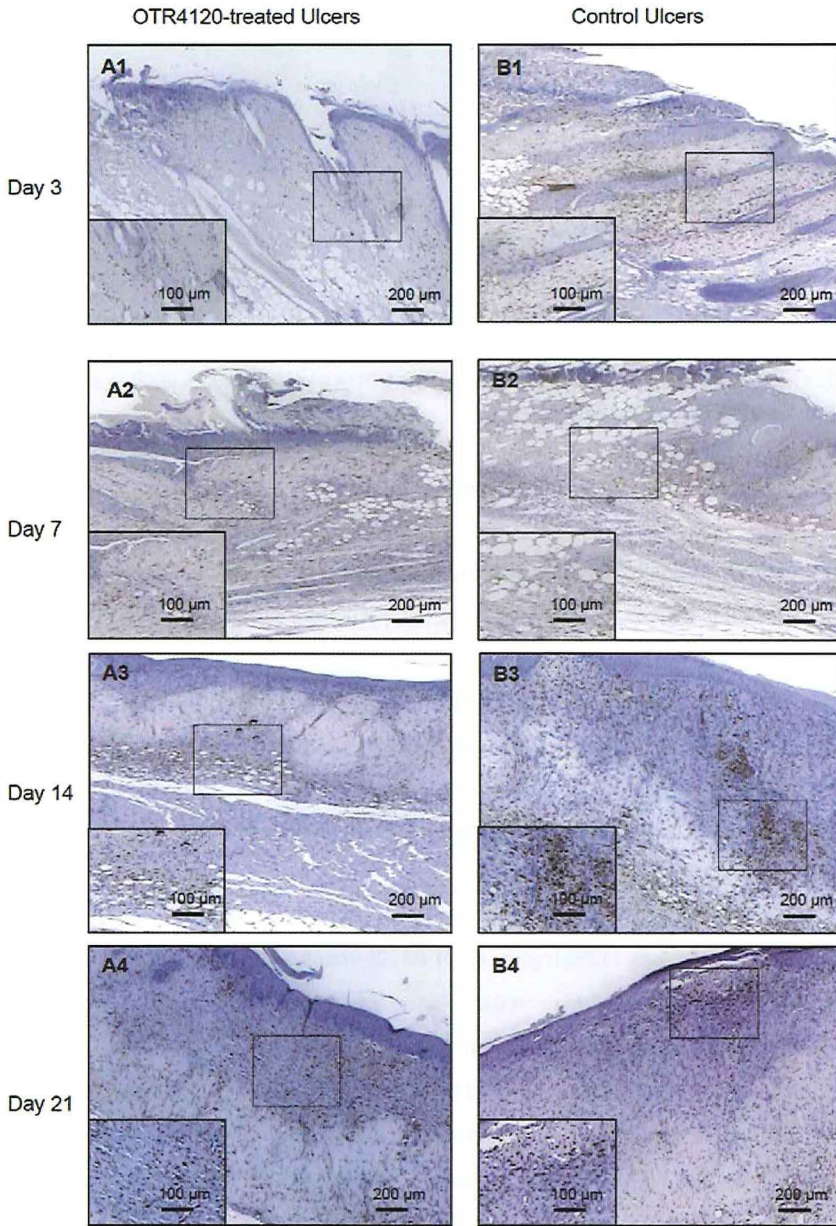 OTR4120-treated Ulcers Control Ulcers
Day 3
A1
100 µm
200 µm
B1
100 µm
200 µm
Day 7
A2
100 µm
200 µm
B2
100 µm
200 µm
Day 14
A3
100 µm
200 µm
B3
100 µm
200 µm
Day 21
A4
100 µm
200 µm
B4
100 µm
200 µm